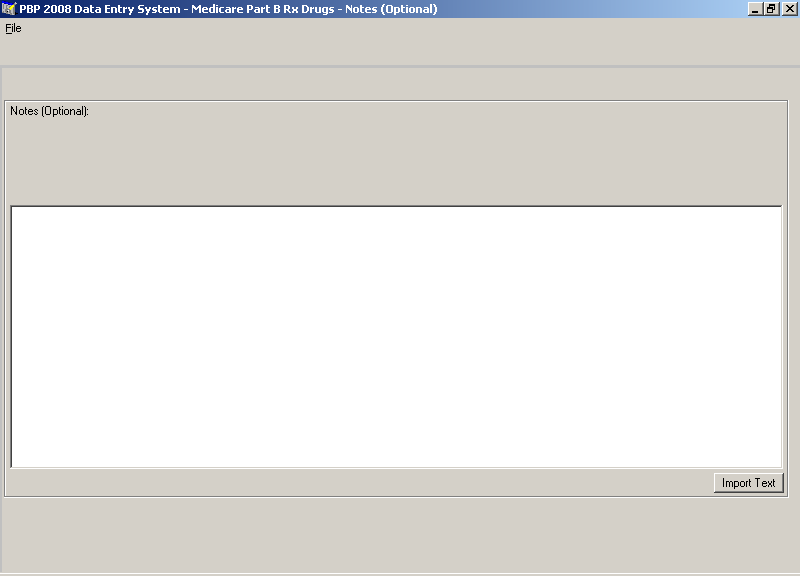 PBP 2008 Data Entry System - Medicare Part B Rx Drugs - Notes (Optional)
File
Notes (Optional):
Import Text